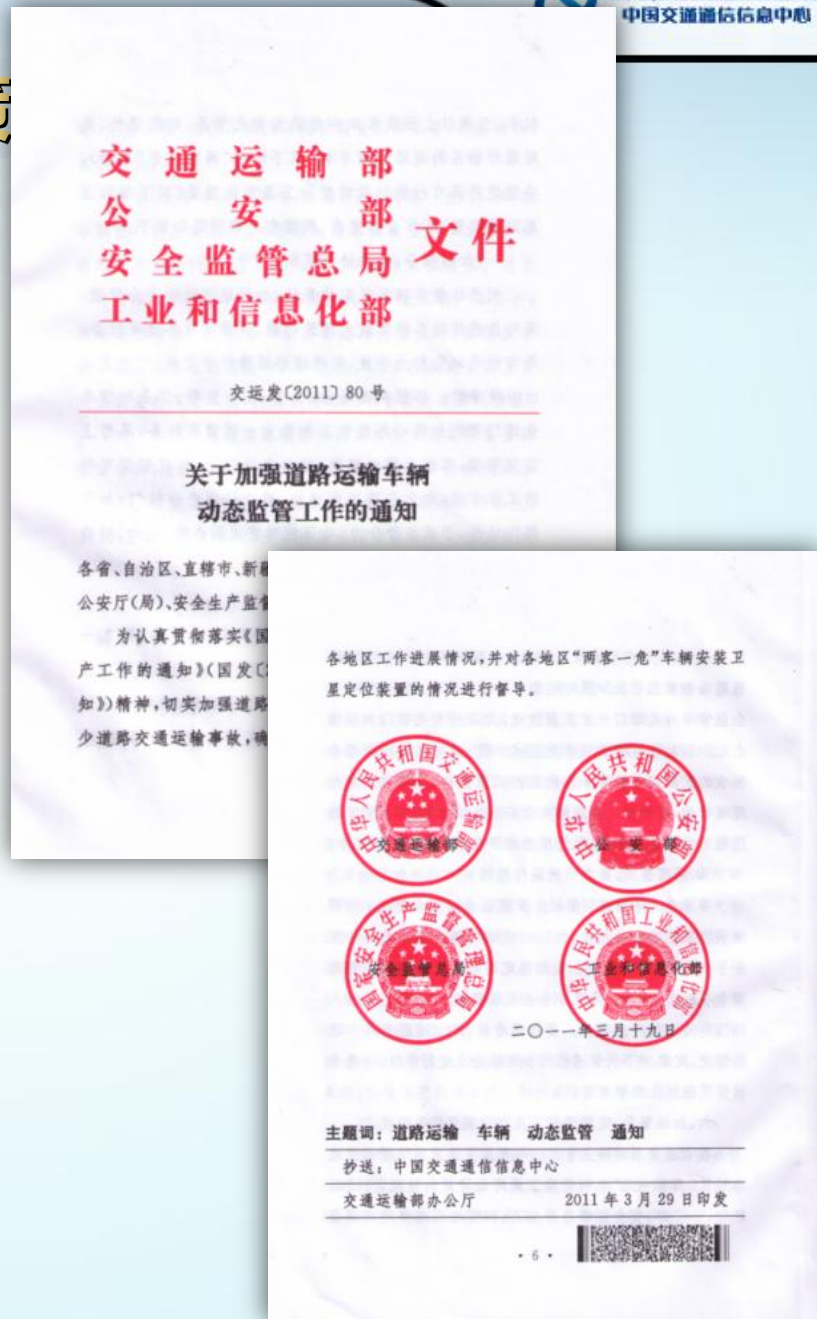 中国交通通信信息中心
交通运输部
公安部
安全监管总局
工业和信息化部
文件
交运发〔2011〕80号
关于加强道路运输车辆
动态监管工作的通知
各省、自治区、直辖市、新疆
公安厅(局)、安全生产监督
为认真贯彻落实《国
产工作的通知》(国发〔2
知》)精神,切实加强道路
少道路交通运输事故,确
各地区工作进展情况,并对各地区“两客一危”车辆安装卫
星定位装置的情况进行督导。
中华人民共和国交通运输部
交通运输部
中华人民共和国公安部
公安部
国家安全生产监督管理总局
安全监管总局
中华人民共和国工业和信息化部
工业和信息化部
二〇一一年三月十九日
主题词：道路运输 车辆 动态监管 通知
抄送：中国交通通信信息中心
交通运输部办公厅 2011年3月29日印发
· 6 ·